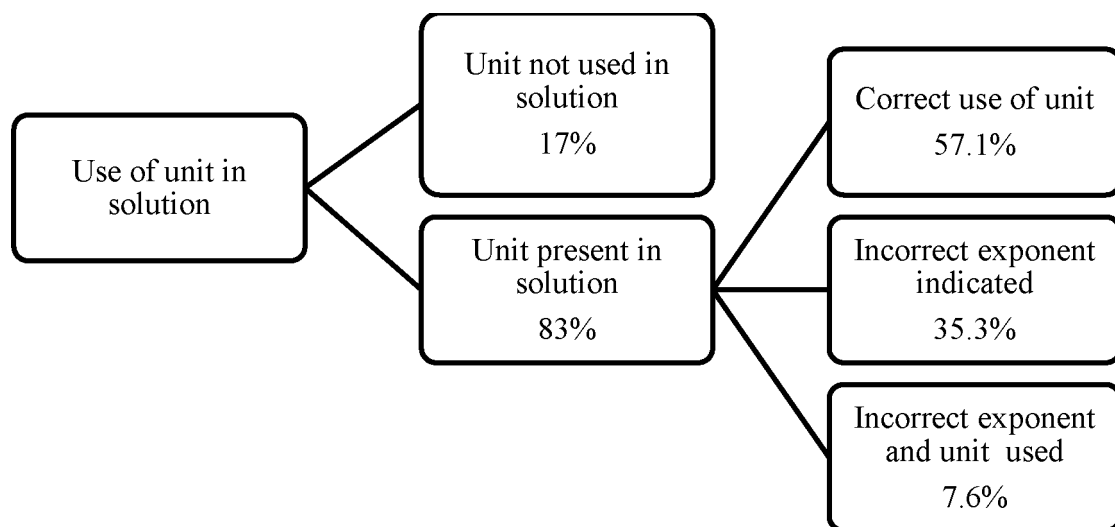 Use of unit in
solution
Unit not used in
solution
17%
Unit present in
solution
83%
Correct use of unit
57.1%
Incorrect exponent
indicated
35.3%
Incorrect exponent
and unit used
7.6%